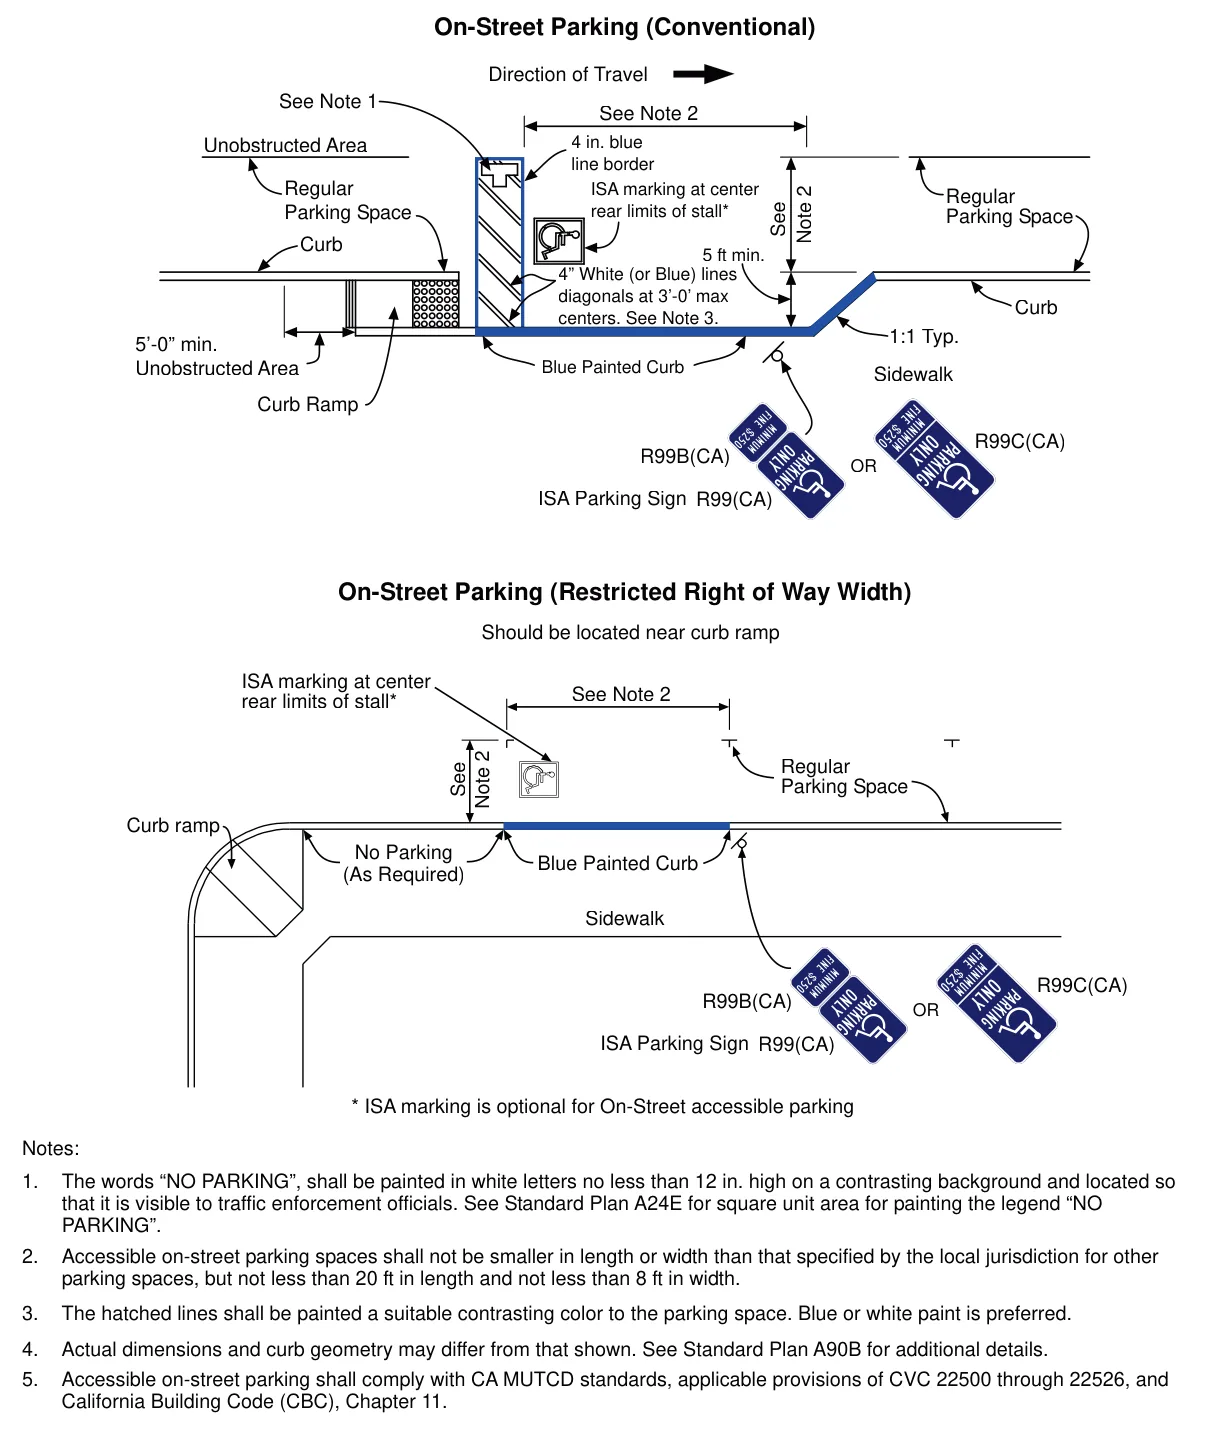 On-Street Parking (Conventional)
Direction of Travel
See Note 1
See Note 2
Unobstructed Area
4 in. blue
line border
Regular
Parking Space
ISA marking at center
rear limits of stall*
See
Note 2
Regular
Parking Space
Curb
5 ft min.
4” White (or Blue) lines
diagonals at 3’-0’ max
centers. See Note 3.
Curb
5’-0” min.
Unobstructed Area
1:1 Typ.
Blue Painted Curb
Sidewalk
Curb Ramp
R99B(CA)
MINIMUM
FINE $250
PARKING
ONLY
OR
MINIMUM
FINE $250
PARKING
ONLY
R99C(CA)
ISA Parking Sign R99(CA)
On-Street Parking (Restricted Right of Way Width)
Should be located near curb ramp
ISA marking at center
rear limits of stall*
See Note 2
See
Note 2
Regular
Parking Space
Curb ramp
No Parking
(As Required)
Blue Painted Curb
Sidewalk
R99B(CA)
MINIMUM
FINE $250
PARKING
ONLY
OR
MINIMUM
FINE $250
PARKING
ONLY
R99C(CA)
ISA Parking Sign R99(CA)
* ISA marking is optional for On-Street accessible parking
Notes:
1. The words “NO PARKING”, shall be painted in white letters no less than 12 in. high on a contrasting background and located so
that it is visible to traffic enforcement officials. See Standard Plan A24E for square unit area for painting the legend “NO
PARKING”.
2. Accessible on-street parking spaces shall not be smaller in length or width than that specified by the local jurisdiction for other
parking spaces, but not less than 20 ft in length and not less than 8 ft in width.
3. The hatched lines shall be painted a suitable contrasting color to the parking space. Blue or white paint is preferred.
4. Actual dimensions and curb geometry may differ from that shown. See Standard Plan A90B for additional details.
5. Accessible on-street parking shall comply with CA MUTCD standards, applicable provisions of CVC 22500 through 22526, and
California Building Code (CBC), Chapter 11.